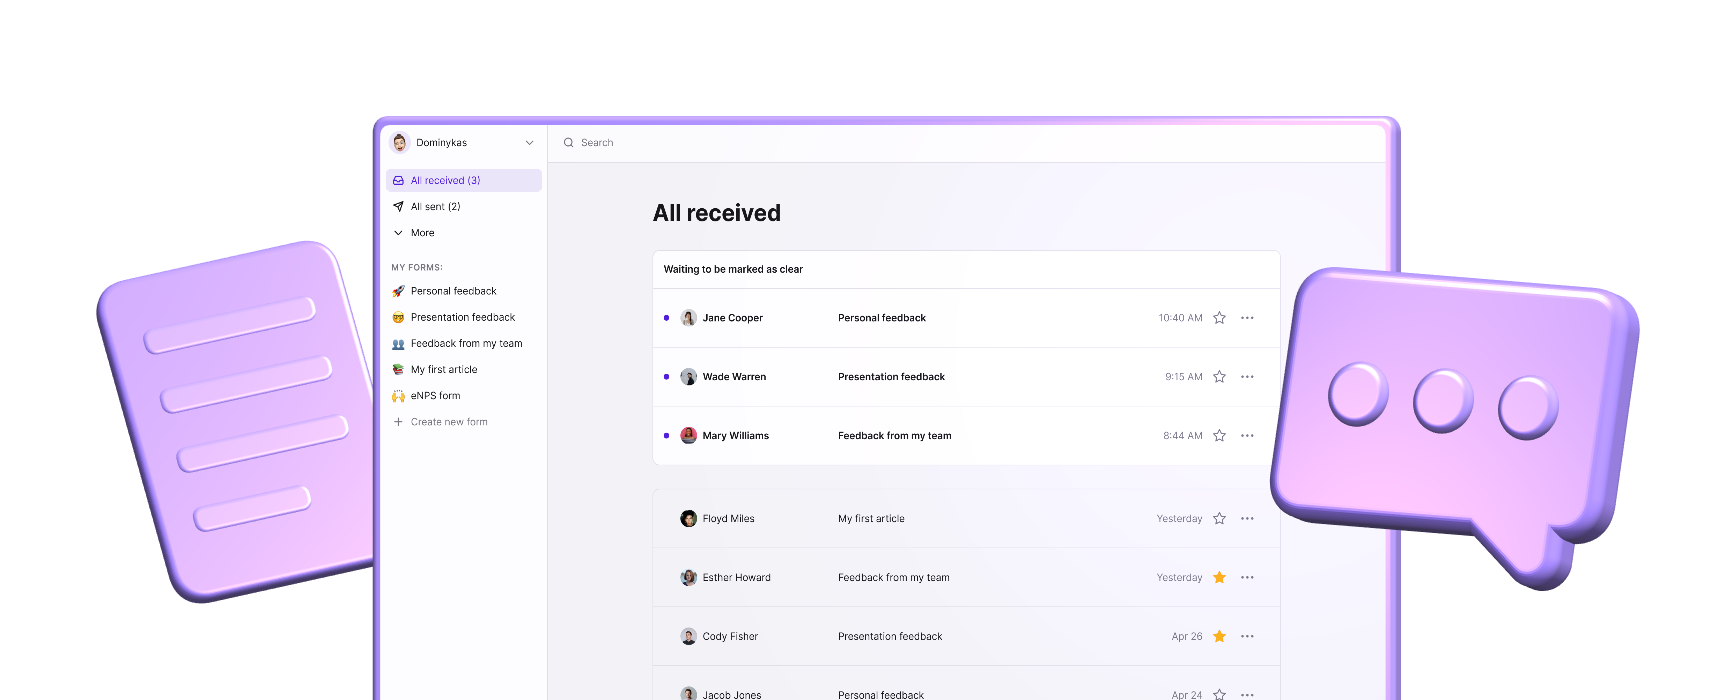 Dominykas
Search
All received (3)
All sent (2)
More
MY FORMS:
Personal feedback
Presentation feedback
Feedback from my team
My first article
eNPS form
Create new form
All received
Waiting to be marked as clear
Jane Cooper Personal feedback 10:40 AM
Wade Warren Presentation feedback 9:15 AM
Mary Williams Feedback from my team 8:44 AM
Floyd Miles My first article Yesterday
Esther Howard Feedback from my team Yesterday
Cody Fisher Presentation feedback Apr 26
Jacob Jones Personal feedback Apr 24